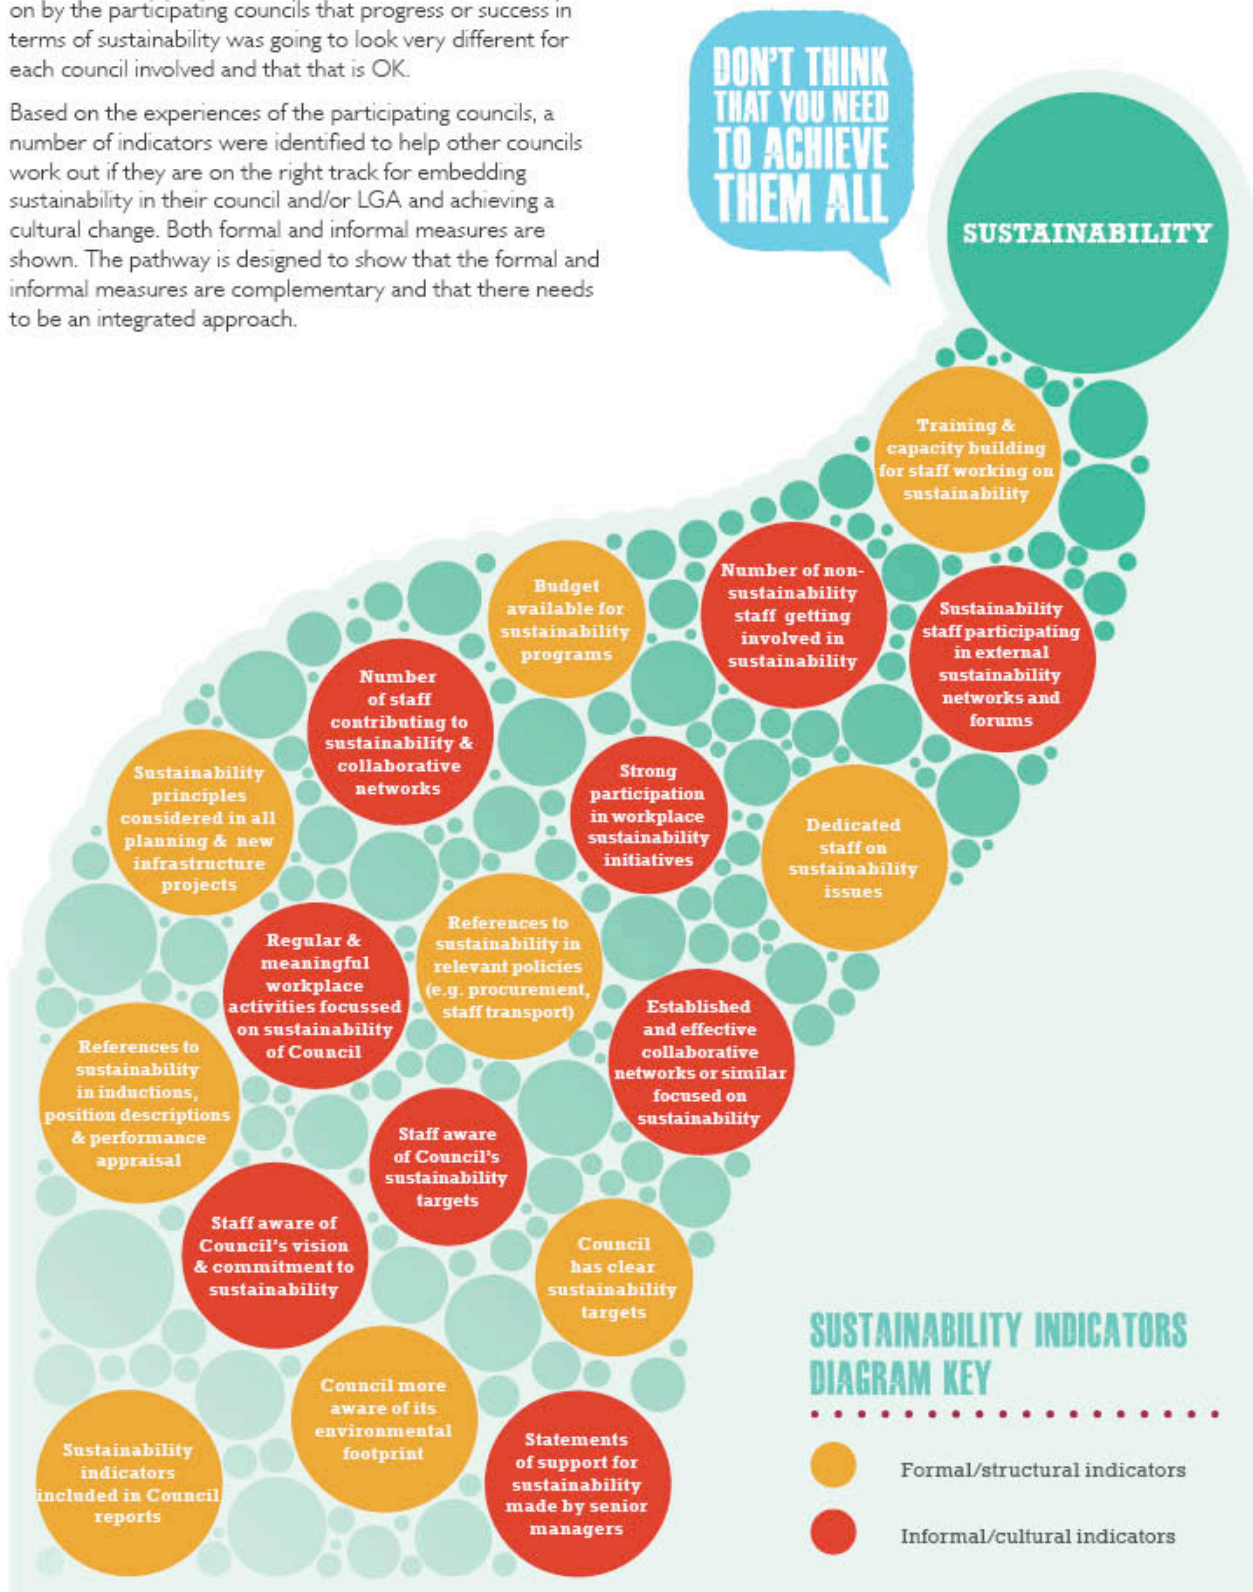 on by the participating councils that progress or success in
terms of sustainability was going to look very different for
each council involved and that that is OK.
Based on the experiences of the participating councils, a
number of indicators were identified to help other councils
work out if they are on the right track for embedding
sustainability in their council and/or LGA and achieving a
cultural change. Both formal and informal measures are
shown. The pathway is designed to show that the formal and
informal measures are complementary and that there needs
to be an integrated approach.
DON'T THINK
THAT YOU NEED
TO ACHIEVE
THEM ALL
SUSTAINABILITY
Training &
capacity building
for staff working on
sustainability
Budget
available for
sustainability
programs
Number of non-
sustainability
staff getting
involved in
sustainability
Sustainability
staff participating
in external
sustainability
networks and
forums
Number
of staff
contributing to
sustainability &
collaborative
networks
Sustainability
principles
considered in all
planning & new
infrastructure
projects
Strong
participation
in workplace
sustainability
initiatives
Dedicated
staff on
sustainability
issues
Regular &
meaningful
workplace
activities focussed
on sustainability
of Council
References to
sustainability in
relevant policies
(e.g. procurement,
staff transport)
Established
and effective
collaborative
networks or similar
focused on
sustainability
References to
sustainability
in inductions,
position descriptions
& performance
appraisal
Staff aware
of Council's
sustainability
targets
Staff aware of
Council's vision
& commitment to
sustainability
Council
has clear
sustainability
targets
Council more
aware of its
environmental
footprint
Sustainability
indicators
included in Council
reports
Statements
of support for
sustainability
made by senior
managers
SUSTAINABILITY INDICATORS
DIAGRAM KEY
Formal/structural indicators
Informal/cultural indicators